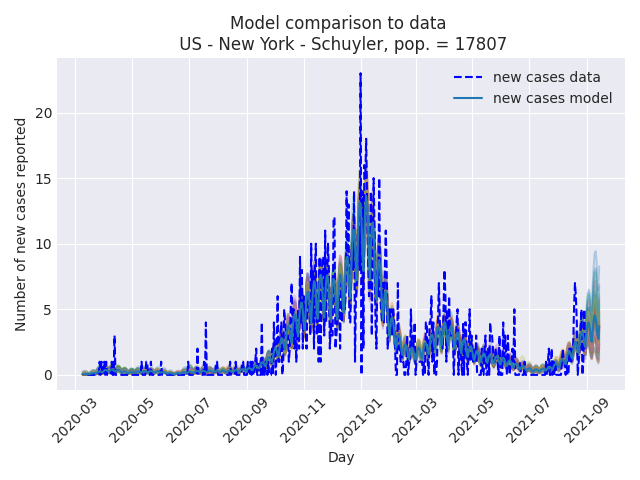 Model comparison to data
US - New York - Schuyler, pop. = 17807
new cases data
new cases model
Number of new cases reported
20
15
10
5
0
2020-03
2020-05
2020-07
2020-09
2020-11
2021-01
2021-03
2021-05
2021-07
2021-09
Day